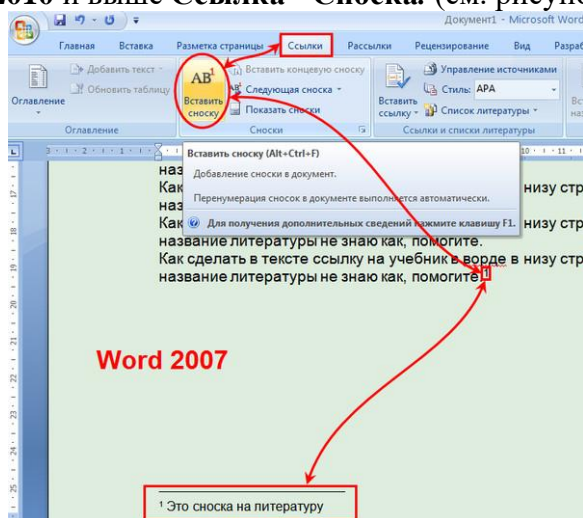 и выше Ссылка - Сноска. (см. рисуно
Документ1 - Microsoft Word
Главная Вставка Разметка страницы Ссылки Рассылки Рецензирование Вид Разраб
Оглавление
Добавить текст
Обновить таблицу
Оглавление
AB¹
Вставить сноску
Вставить концевую сноску
Следующая сноска
Показать сноски
Сноски
Вставить ссылку
Управление источниками
Стиль: APA
Список литературы
Ссылки и списки литературы
Вставить сноску (Alt+Ctrl+F)
Добавление сноски в документ.
Перенумерация сносок в документе выполняется автоматически.
Для получения дополнительных сведений нажмите клавишу F1.
наз
Как низу стр
наз
Как низу стр
название литературы не знаю как, помогите.
Как сделать в тексте ссылку на учебник в ворде в низу стр
название литературы не знаю как, помогите.¹
Word 2007
¹ Это сноска на литературу